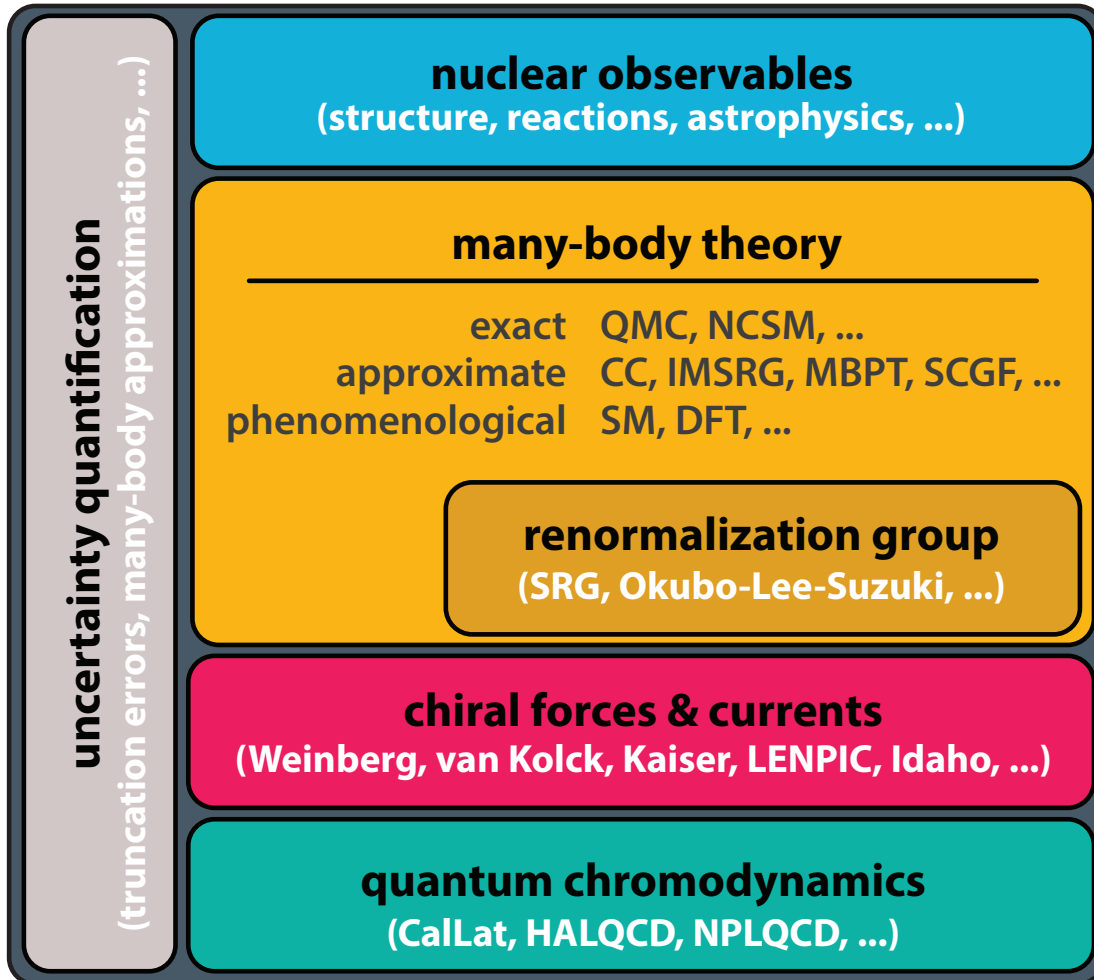 uncertainty quantification
(truncation errors, many-body approximations, ...)
nuclear observables
(structure, reactions, astrophysics, ...)
many-body theory
exact QMC, NCSM, ...
approximate CC, IMSRG, MBPT, SCGF, ...
phenomenological SM, DFT, ...
renormalization group
(SRG, Okubo-Lee-Suzuki, ...)
chiral forces & currents
(Weinberg, van Kolck, Kaiser, LENPIC, Idaho, ...)
quantum chromodynamics
(CalLat, HALQCD, NPLQCD, ...)